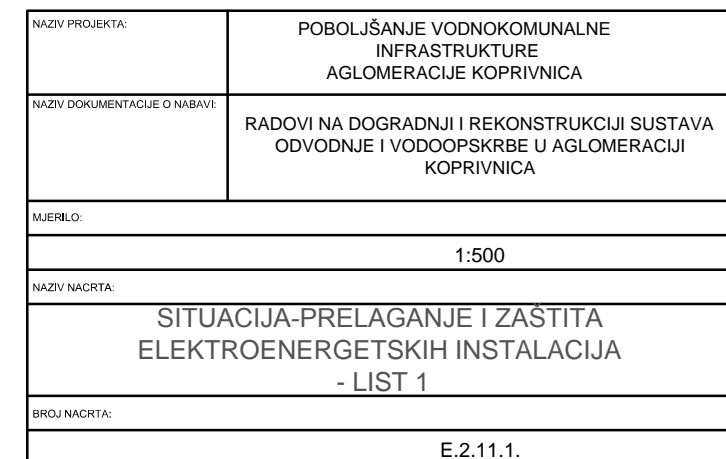 NAZIV PROJEKTA:
POBOLJŠANJE VODNOKOMUNALNE
INFRASTRUKTURE
AGLOMERACIJE KOPRIVNICA
NAZIV DOKUMENTACIJE O NABAVI:
RADOVI NA DOGRADNJI I REKONSTRUKCIJI SUSTAVA
ODVODNJE I VODOOPSKRBE U AGLOMERACIJI
KOPRIVNICA
MJERILO:
1:500
NAZIV NACRTA:
SITUACIJA-PRELAGANJE I ZAŠTITA
ELEKTROENERGETSKIH INSTALACIJA
- LIST 1
BROJ NACRTA:
E.2.11.1.